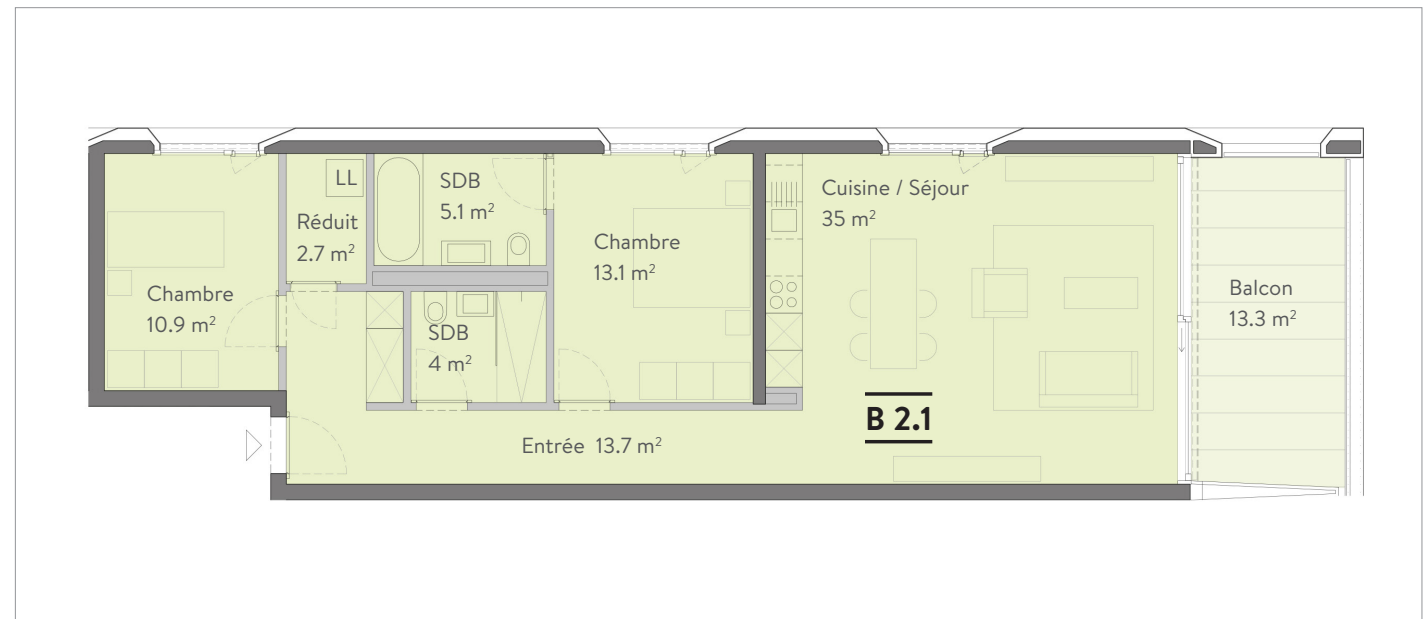 LL
Réduit
2.7 m²
SDB
5.1 m²
Chambre
13.1 m²
Cuisine / Séjour
35 m²
Chambre
10.9 m²
SDB
4 m²
Balcon
13.3 m²
B 2.1
Entrée 13.7 m²